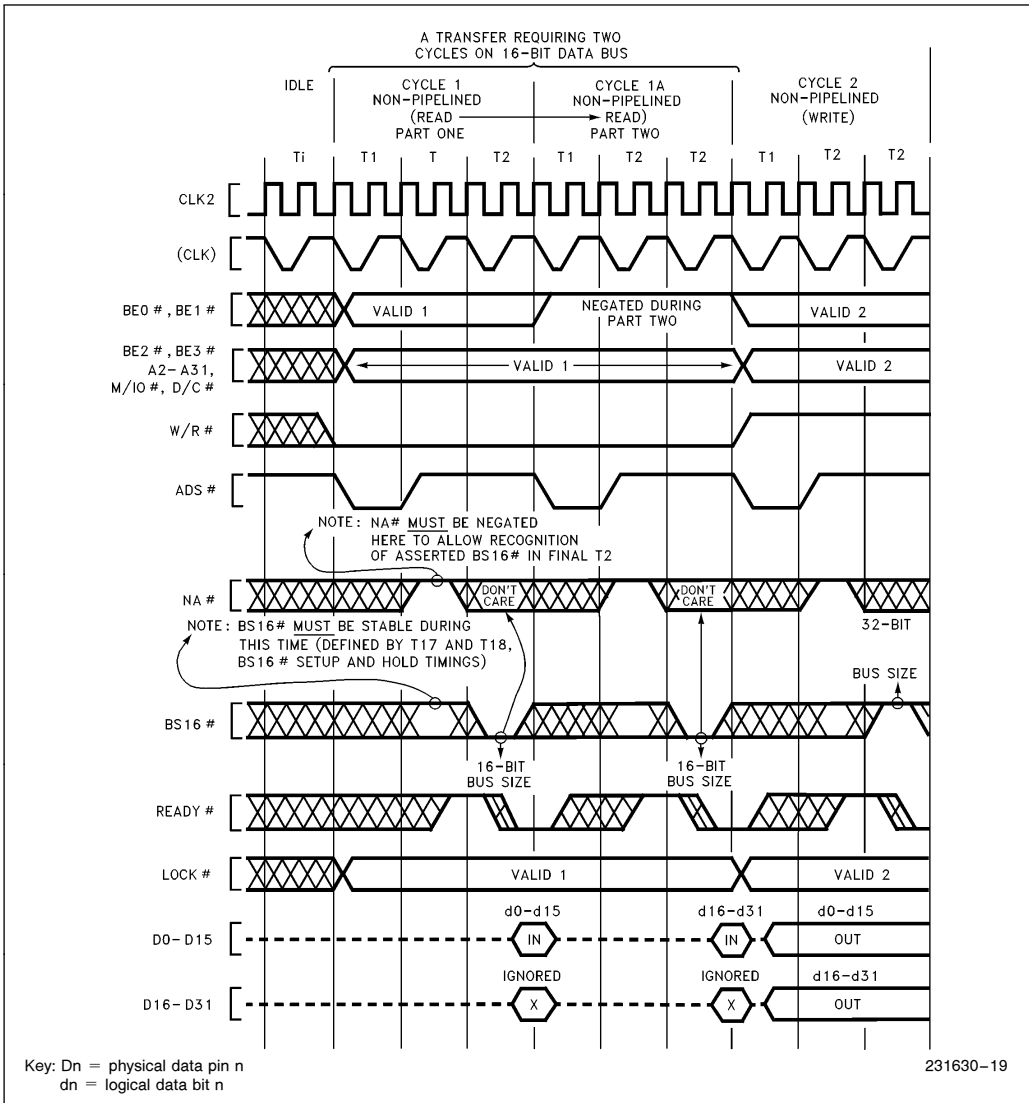 A TRANSFER REQUIRING TWO
CYCLES ON 16-BIT DATA BUS
IDLE
CYCLE 1
NON-PIPELINED
(READ
PART ONE
CYCLE 1A
NON-PIPELINED
READ)
PART TWO
CYCLE 2
NON-PIPELINED
(WRITE)
Ti T1 T T2 T1 T2 T2 T1 T2 T2
CLK2
(CLK)
BE0 #, BE1 # VALID 1 NEGATED DURING PART TWO VALID 2
BE2 #, BE3 #
A2-A31,
M/IO #, D/C #
VALID 1 VALID 2
W/R #
ADS #
NOTE: NA# MUST BE NEGATED
HERE TO ALLOW RECOGNITION
OF ASSERTED BS16# IN FINAL T2
NA # DON'T CARE DON'T CARE
32-BIT
BUS SIZE
NOTE: BS16# MUST BE STABLE DURING
THIS TIME (DEFINED BY T17 AND T18,
BS16 # SETUP AND HOLD TIMINGS)
BS16 #
16-BIT
BUS SIZE
16-BIT
BUS SIZE
READY #
LOCK # VALID 1 VALID 2
d0-d15 d16-d31 d0-d15
D0-D15 IN IN OUT
IGNORED IGNORED d16-d31
D16-D31 X X OUT
Key: Dn = physical data pin n
dn = logical data bit n
231630-19